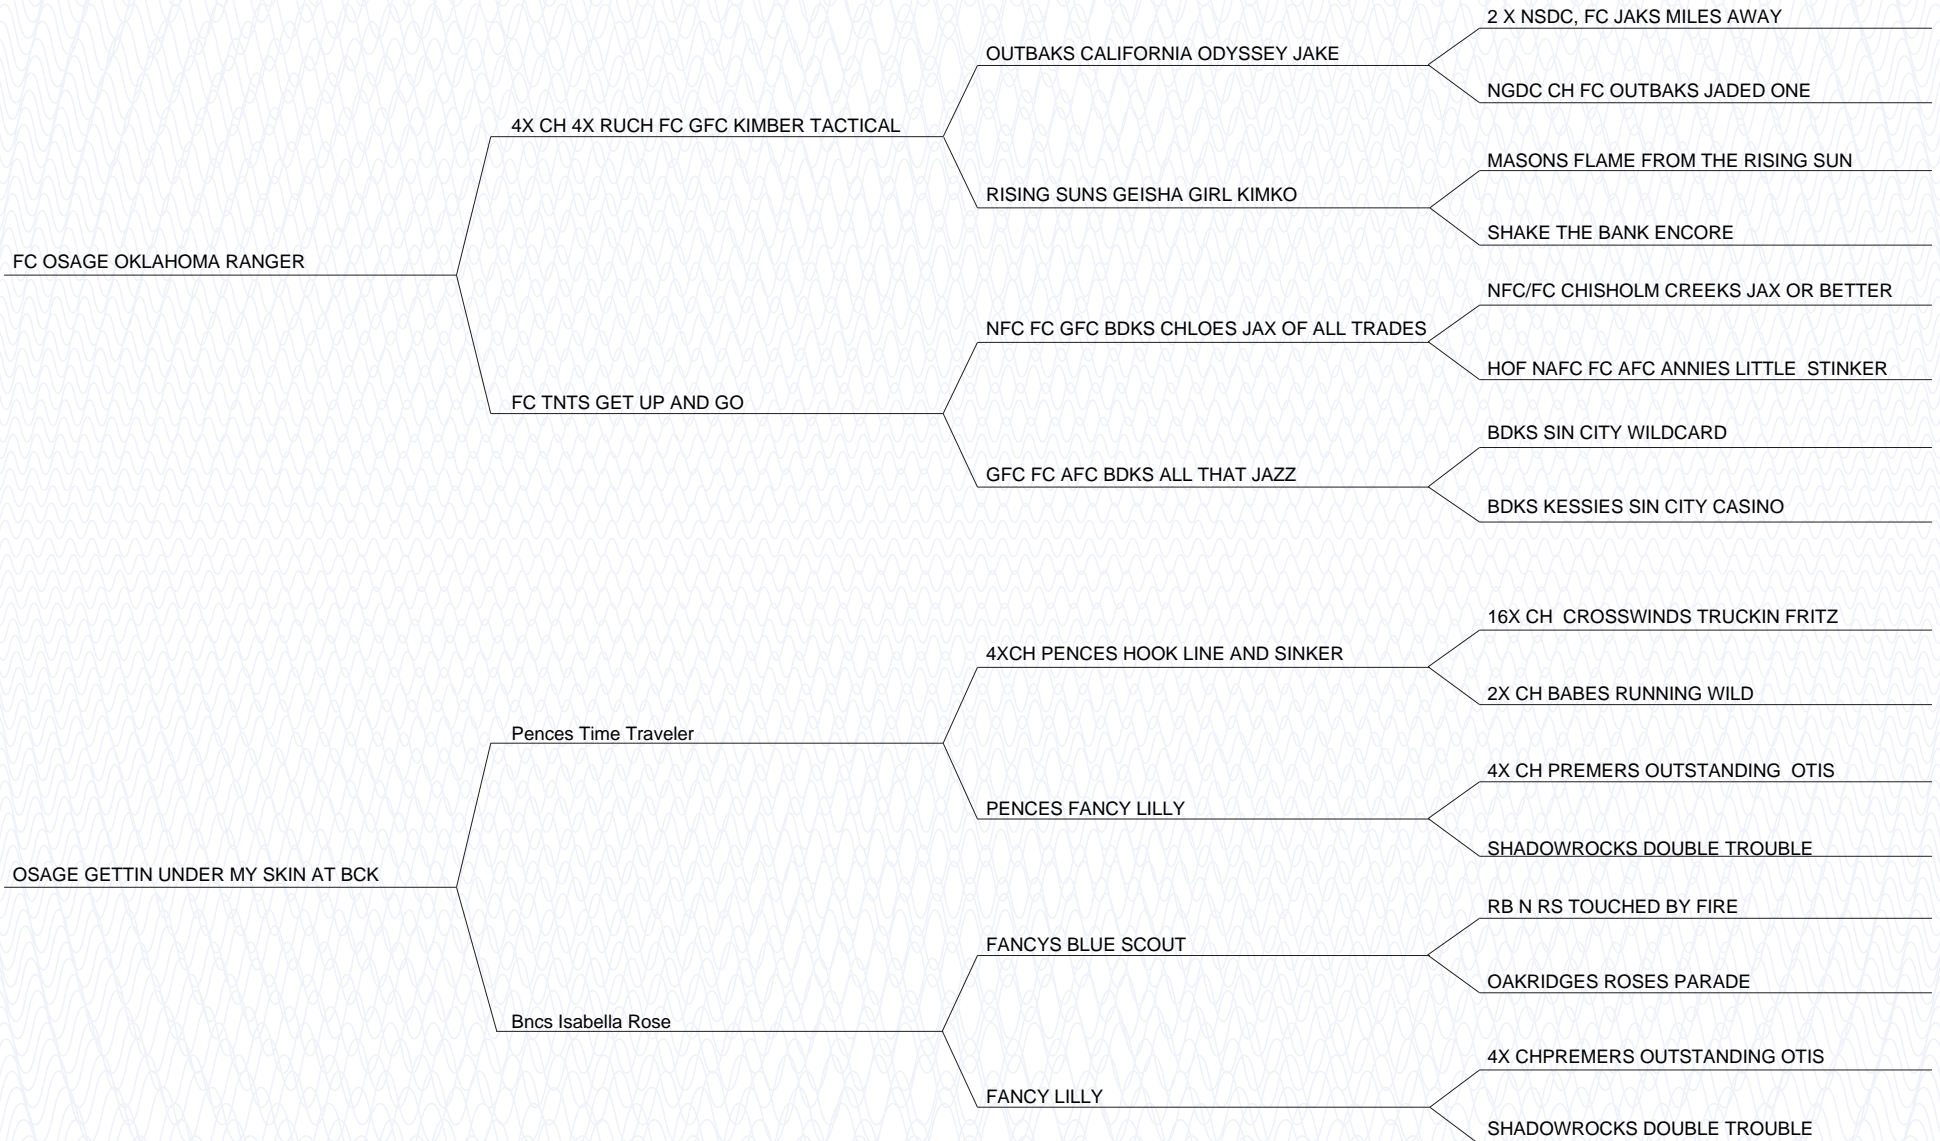 2 X NSDC, FC JAKS MILES AWAY
OUTBAKS CALIFORNIA ODYSSEY JAKE
NGDC CH FC OUTBAKS JADED ONE
4X CH 4X RUCH FC GFC KIMBER TACTICAL
MASONS FLAME FROM THE RISING SUN
RISING SUNS GEISHA GIRL KIMKO
SHAKE THE BANK ENCORE
FC OSAGE OKLAHOMA RANGER
NFC/FC CHISHOLM CREEKS JAX OR BETTER
NFC FC GFC BDKS CHLOES JAX OF ALL TRADES
HOF NAFC FC AFC ANNIES LITTLE  STINKER
FC TNTS GET UP AND GO
BDKS SIN CITY WILDCARD
GFC FC AFC BDKS ALL THAT JAZZ
BDKS KESSIES SIN CITY CASINO
16X CH  CROSSWINDS TRUCKIN FRITZ
4XCH PENCES HOOK LINE AND SINKER
2X CH BABES RUNNING WILD
Pences Time Traveler
4X CH PREMERS OUTSTANDING  OTIS
PENCES FANCY LILLY
SHADOWROCKS DOUBLE TROUBLE
OSAGE GETTIN UNDER MY SKIN AT BCK
RB N RS TOUCHED BY FIRE
FANCYS BLUE SCOUT
OAKRIDGES ROSES PARADE
Bncs Isabella Rose
4X CHPREMERS OUTSTANDING OTIS
FANCY LILLY
SHADOWROCKS DOUBLE TROUBLE